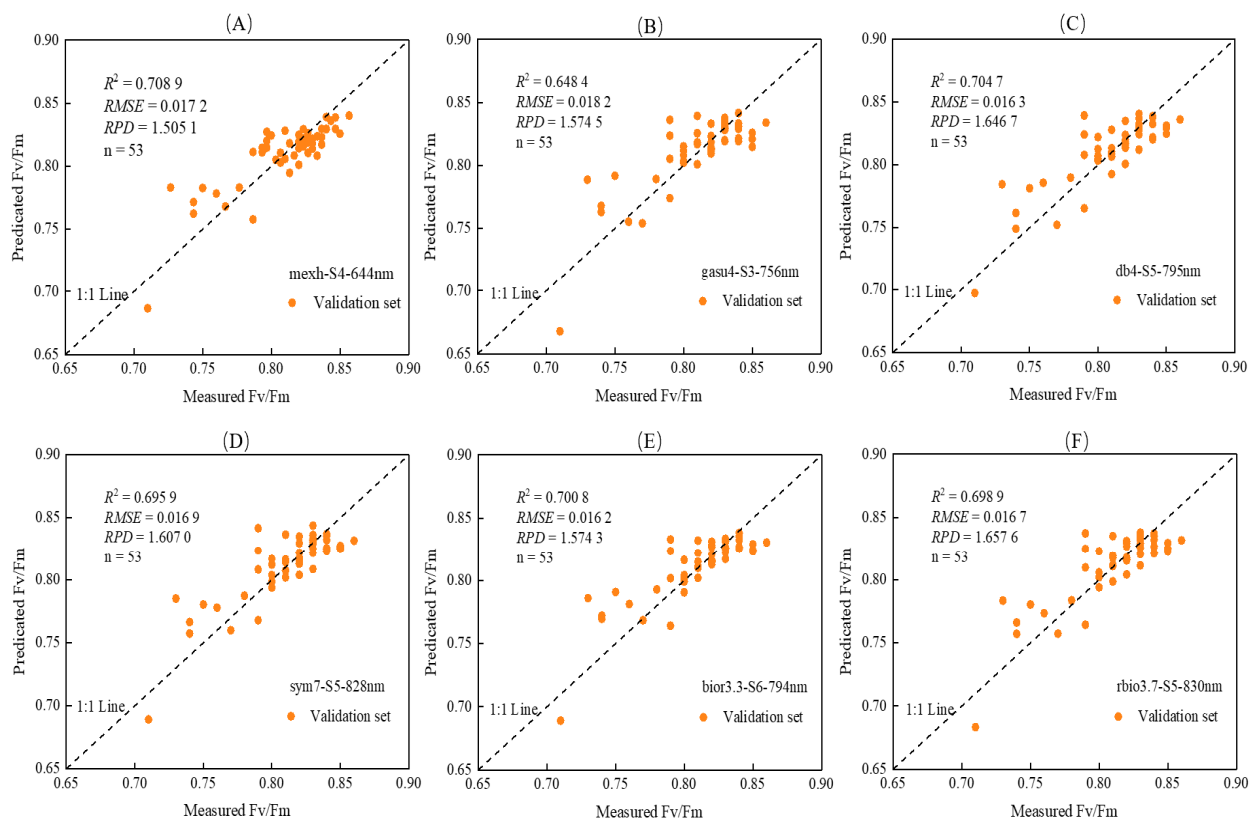 (A)
0.90
0.85
0.80
0.75
0.70
0.65
Predicated Fv/Fm
R² = 0.708 9
RMSE = 0.017 2
RPD = 1.505 1
n = 53
mexh-S4-644nm
1:1 Line
Validation set
0.65 0.70 0.75 0.80 0.85 0.90
Measured Fv/Fm
(B)
0.90
0.85
0.80
0.75
0.70
0.65
Predicated Fv/Fm
R² = 0.648 4
RMSE = 0.018 2
RPD = 1.574 5
n = 53
gasu4-S3-756nm
1:1 Line
Validation set
0.65 0.70 0.75 0.80 0.85 0.90
Measured Fv/Fm
(C)
0.90
0.85
0.80
0.75
0.70
0.65
Predicated Fv/Fm
R² = 0.704 7
RMSE = 0.016 3
RPD = 1.646 7
n = 53
db4-S5-795nm
1:1 Line
Validation set
0.65 0.70 0.75 0.80 0.85 0.90
Measured Fv/Fm
(D)
0.90
0.85
0.80
0.75
0.70
0.65
Predicated Fv/Fm
R² = 0.695 9
RMSE = 0.016 9
RPD = 1.607 0
n = 53
sym7-S5-828nm
1:1 Line
Validation set
0.65 0.70 0.75 0.80 0.85 0.90
Measured Fv/Fm
(E)
0.90
0.85
0.80
0.75
0.70
0.65
Predicated Fv/Fm
R² = 0.700 8
RMSE = 0.016 2
RPD = 1.574 3
n = 53
bior3.3-S6-794nm
1:1 Line
Validation set
0.65 0.70 0.75 0.80 0.85 0.90
Measured Fv/Fm
(F)
0.90
0.85
0.80
0.75
0.70
0.65
Predicated Fv/Fm
R² = 0.698 9
RMSE = 0.016 7
RPD = 1.657 6
n = 53
rbio3.7-S5-830nm
1:1 Line
Validation set
0.65 0.70 0.75 0.80 0.85 0.90
Measured Fv/Fm